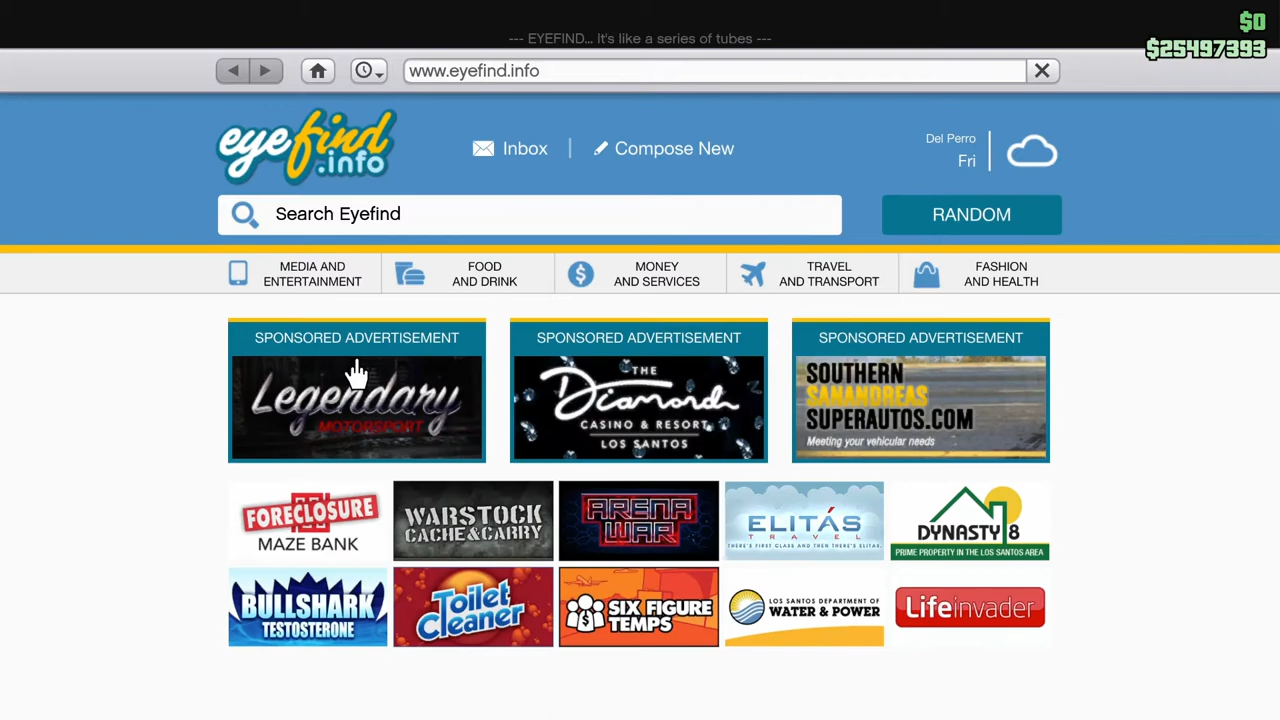 $0
--- EYEFIND... It's like a series of tubes ---
$25497393
www.eyefind.info
eyefind
.info
Inbox
Compose New
Del Perro
Fri
Search Eyefind
RANDOM
MEDIA AND
ENTERTAINMENT
FOOD
AND DRINK
MONEY
AND SERVICES
TRAVEL
AND TRANSPORT
FASHION
AND HEALTH
SPONSORED ADVERTISEMENT
Legendary
MOTORSPORT
SPONSORED ADVERTISEMENT
THE
Diamond
CASINO & RESORT
LOS SANTOS
SPONSORED ADVERTISEMENT
SOUTHERN
SANANDREAS
SUPERAUTOS.COM
Meeting your vehicular needs
FORECLOSURE
MAZE BANK
WARSTOCK
CACHE&CARRY
ARENA
WAR
ELITÁS
TRAVEL
THERE'S FIRST CLASS AND THEN THERE'S ELITAS.
DYNASTY 8
PRIME PROPERTY IN THE LOS SANTOS AREA
BULLSHARK
TESTOSTERONE
Toilet
Cleaner
SIX FIGURE
TEMPS
LOS SANTOS DEPARTMENT OF
WATER & POWER
Lifeinvader